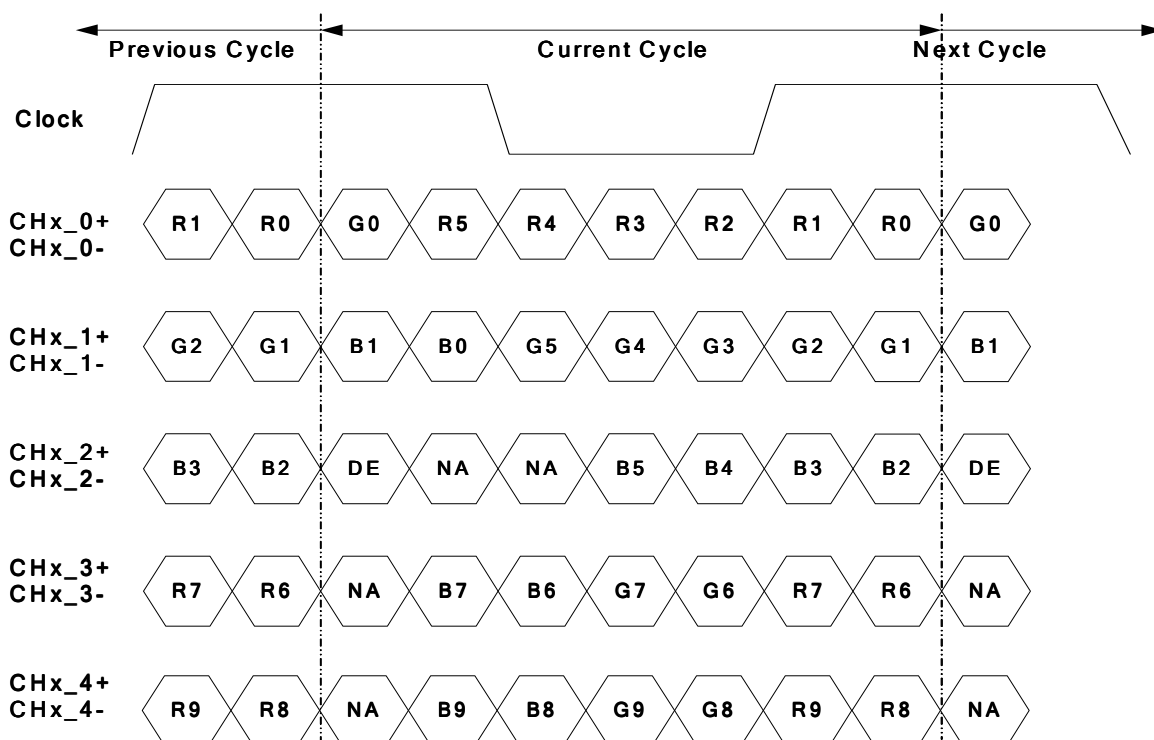 Previous Cycle Current Cycle Next Cycle
Clock
CHx_0+
CHx_0-
R1 R0 G0 R5 R4 R3 R2 R1 R0 G0
CHx_1+
CHx_1-
G2 G1 B1 B0 G5 G4 G3 G2 G1 B1
CHx_2+
CHx_2-
B3 B2 DE NA NA B5 B4 B3 B2 DE
CHx_3+
CHx_3-
R7 R6 NA B7 B6 G7 G6 R7 R6 NA
CHx_4+
CHx_4-
R9 R8 NA B9 B8 G9 G8 R9 R8 NA